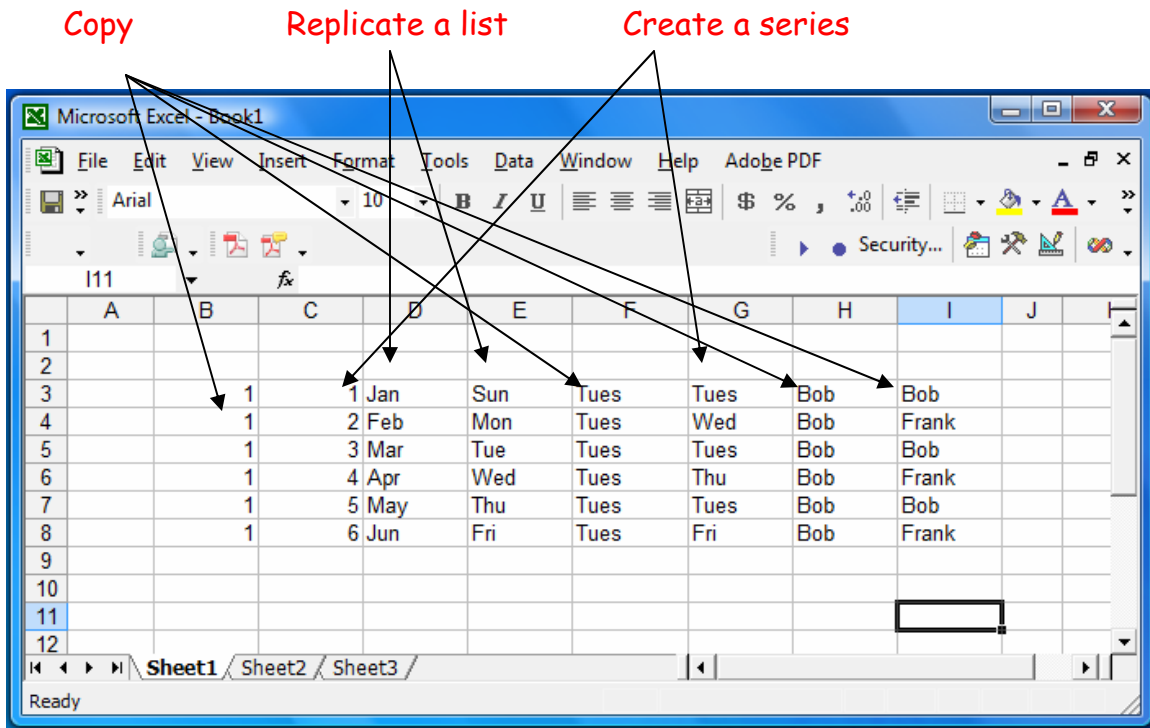 Copy Replicate a list Create a series
Microsoft Excel - Book1
File Edit View Insert Format Tools Data Window Help Adobe PDF
Arial 10 B I U $ % , .00 A
Security...
I11 fx
A B C D E F G H I J
1
2
3 1 1 Jan Sun Tues Tues Bob Bob
4 1 2 Feb Mon Tues Wed Bob Frank
5 1 3 Mar Tue Tues Tues Bob Bob
6 1 4 Apr Wed Tues Thu Bob Frank
7 1 5 May Thu Tues Tues Bob Bob
8 1 6 Jun Fri Tues Fri Bob Frank
9
10
11
12
Sheet1 / Sheet2 / Sheet3 /
Ready